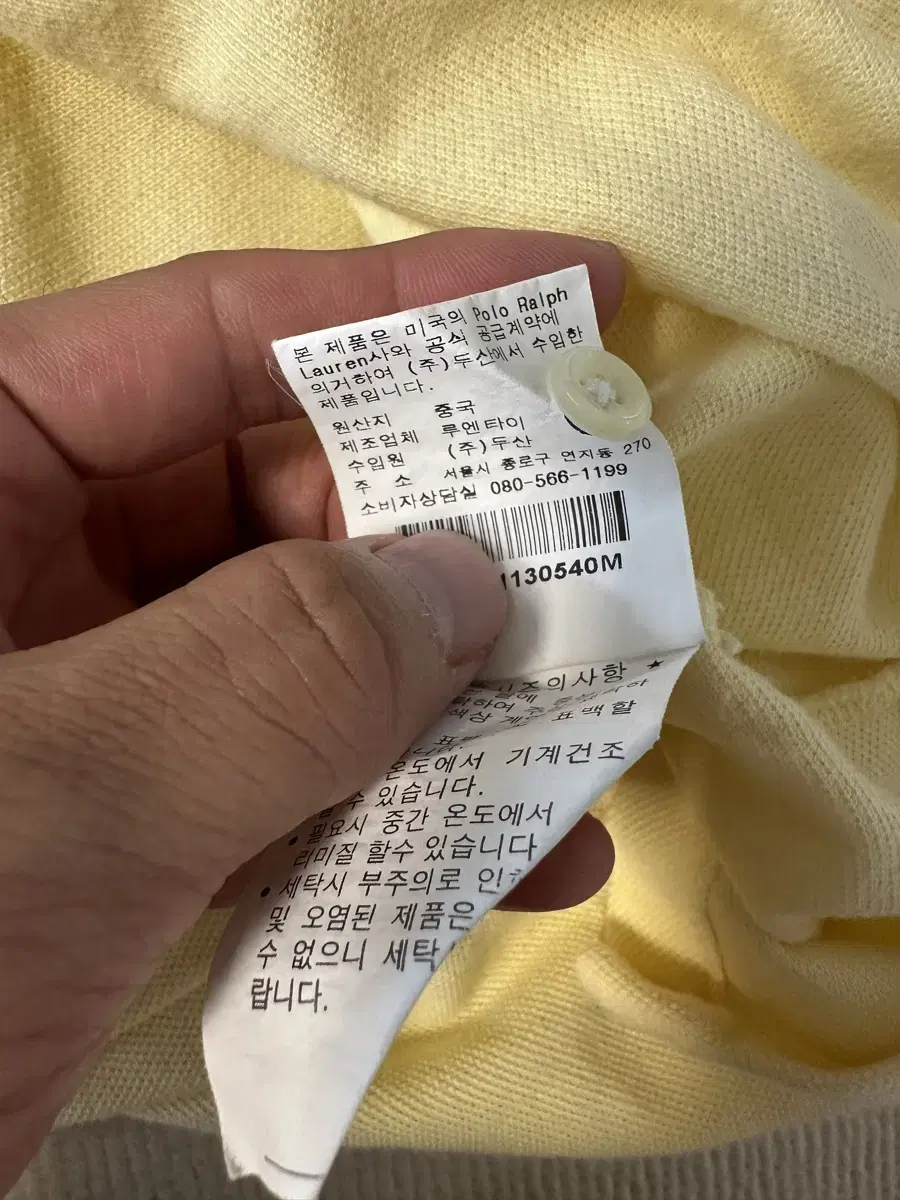 본 제품은 미국의 Polo Ralph
Lauren사와 공식 공급계약에
의거하여 (주)두산에서 수입한
제품입니다.
원산지 중국
제조업체 루엔타이
수입원 (주)두산
주 소 서울시 종로구 연지동 270
소비자상담실 080-566-1199
1130540M
의사항 ★
색상 표백할
온도에서 기계건조
수 있습니다.
• 필요시 중간 온도에서
리미질 할수 있습니다
• 세탁시 부주의로
및 오염된 제품은
수 없으니 세탁
랍니다.